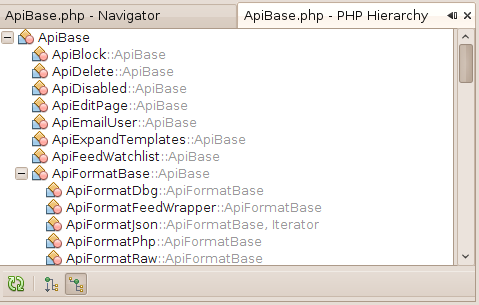 ApiBase.php - Navigator
ApiBase.php - PHP Hierarchy
ApiBase
ApiBlock::ApiBase
ApiDelete::ApiBase
ApiDisabled::ApiBase
ApiEditPage::ApiBase
ApiEmailUser::ApiBase
ApiExpandTemplates::ApiBase
ApiFeedWatchlist::ApiBase
ApiFormatBase::ApiBase
ApiFormatDbg::ApiFormatBase
ApiFormatFeedWrapper::ApiFormatBase
ApiFormatJson::ApiFormatBase, Iterator
ApiFormatPhp::ApiFormatBase
ApiFormatRaw::ApiFormatBase